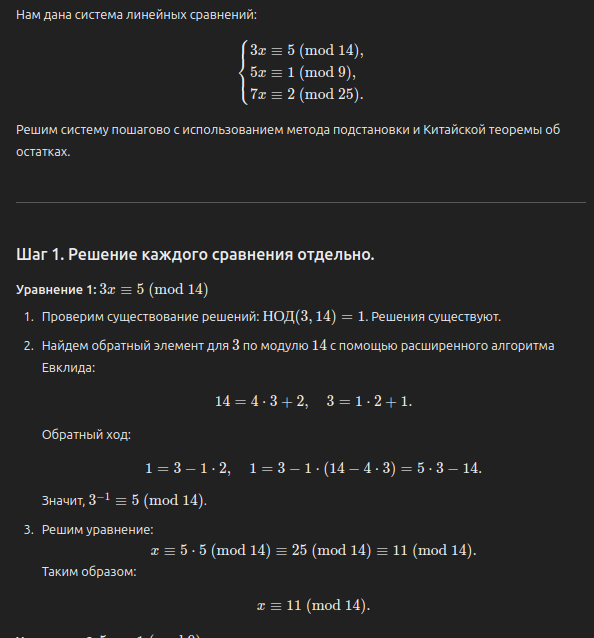 Нам дана система линейных сравнений:
3x ≡ 5 (mod 14),
5x ≡ 1 (mod 9),
7x ≡ 2 (mod 25).
Решим систему пошагово с использованием метода подстановки и Китайской теоремы об
остатках.
Шаг 1. Решение каждого сравнения отдельно.
Уравнение 1: 3x ≡ 5 (mod 14)
1. Проверим существование решений: НОД(3, 14) = 1. Решения существуют.
2. Найдем обратный элемент для 3 по модулю 14 с помощью расширенного алгоритма
Евклида:
14 = 4 · 3 + 2, 3 = 1 · 2 + 1.
Обратный ход:
1 = 3 − 1 · 2, 1 = 3 − 1 · (14 − 4 · 3) = 5 · 3 − 14.
Значит, 3⁻¹ ≡ 5 (mod 14).
3. Решим уравнение:
x ≡ 5 · 5 (mod 14) ≡ 25 (mod 14) ≡ 11 (mod 14).
Таким образом:
x ≡ 11 (mod 14).